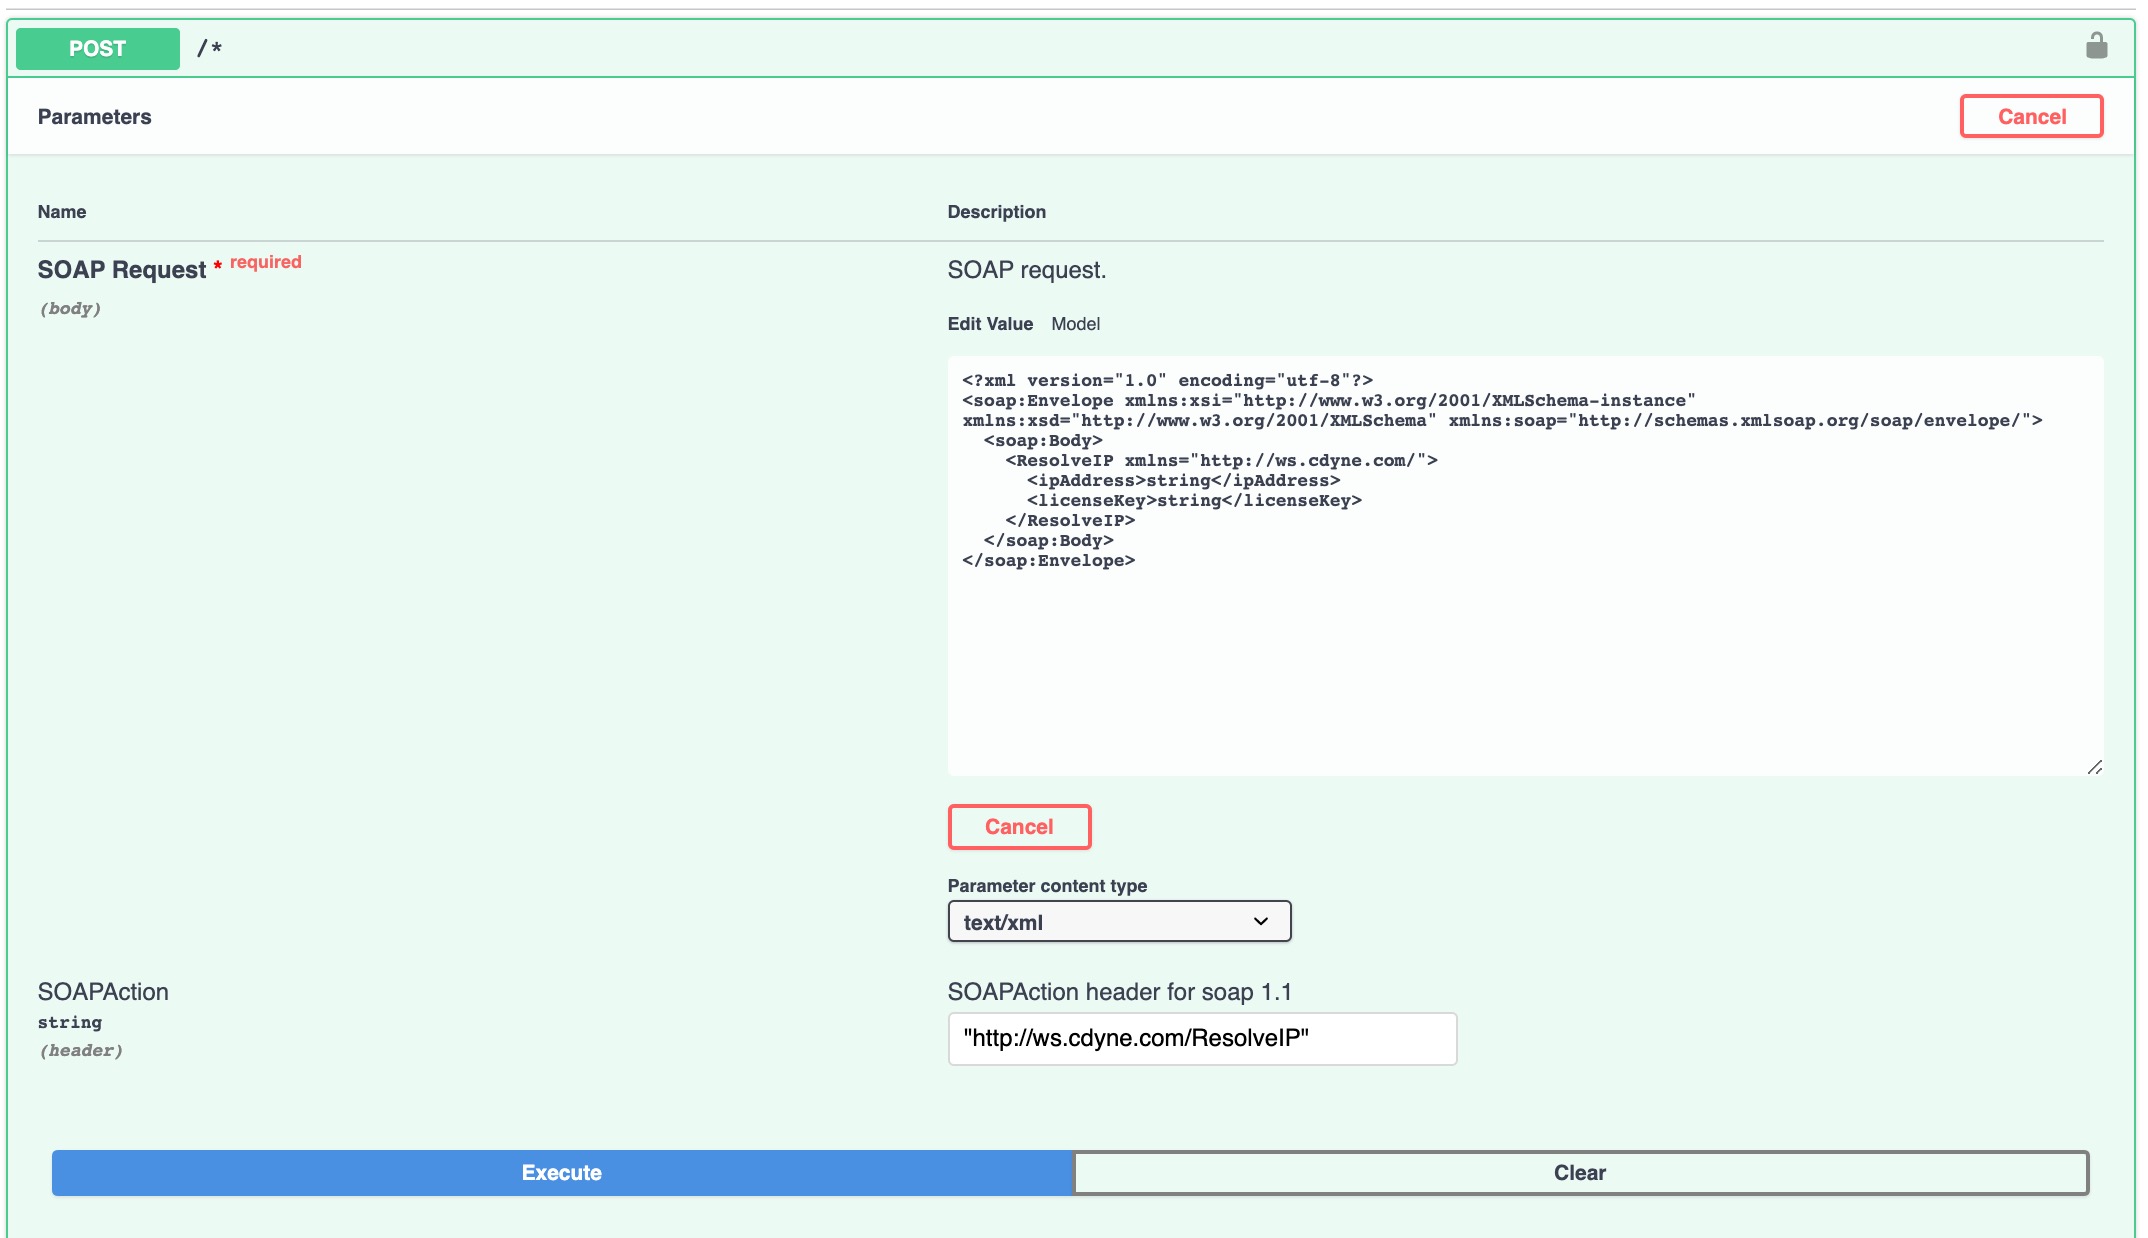 POST /*
Parameters
Cancel
Name Description
SOAP Request * required
(body)
SOAP request.
Edit Value Model
<?xml version="1.0" encoding="utf-8"?>
<soap:Envelope xmlns:xsi="http://www.w3.org/2001/XMLSchema-instance"
xmlns:xsd="http://www.w3.org/2001/XMLSchema" xmlns:soap="http://schemas.xmlsoap.org/soap/envelope/">
  <soap:Body>
    <ResolveIP xmlns="http://ws.cdyne.com/">
      <ipAddress>string</ipAddress>
      <licenseKey>string</licenseKey>
    </ResolveIP>
  </soap:Body>
</soap:Envelope>
Cancel
Parameter content type
text/xml
SOAPAction
string
(header)
SOAPAction header for soap 1.1
"http://ws.cdyne.com/ResolveIP"
Execute
Clear